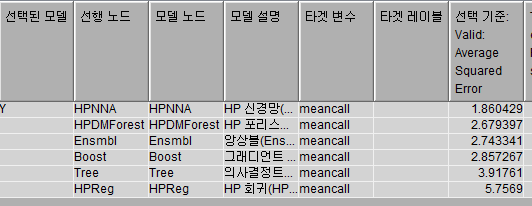 선택된 모델 선행 노드 모델 노드 모델 설명 타겟 변수 타겟 레이블 선택 기준:
Valid:
Average
Squared
Error
Y HPNNA HPNNA HP 신경망(... meancall 1.860429
HPDMForest HPDMForest HP 포리스... meancall 2.679397
Ensmbl Ensmbl 앙상블(Ens... meancall 2.743341
Boost Boost 그래디언트 ... meancall 2.857267
Tree Tree 의사결정트... meancall 3.91761
HPReg HPReg HP 회귀(HP... meancall 5.7569